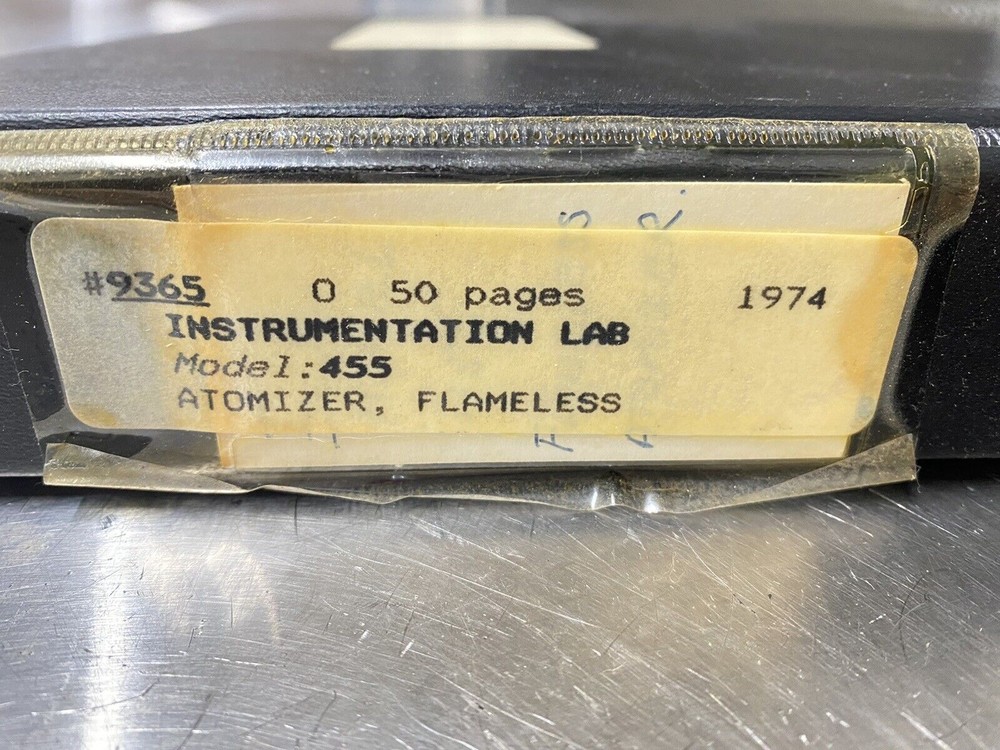 #9365 0 50 pages 1974
INSTRUMENTATION LAB
Model:455
ATOMIZER, FLAMELESS